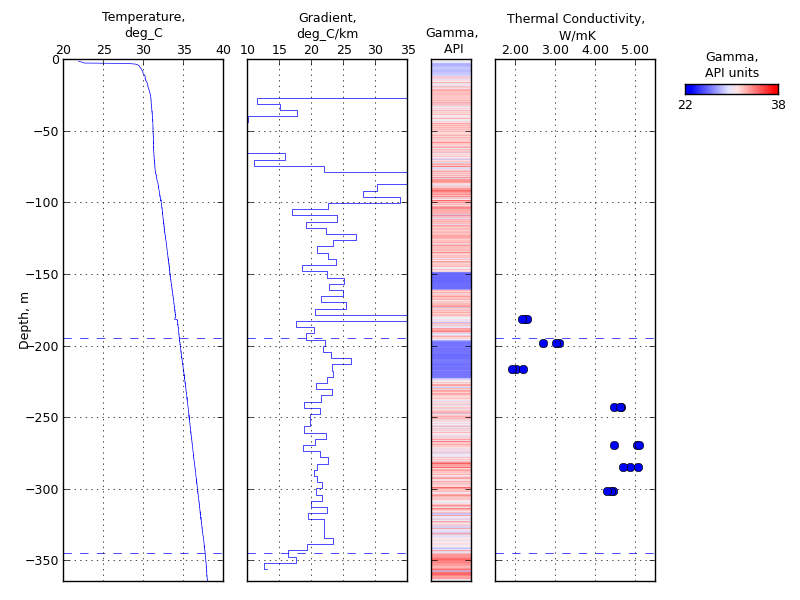 Temperature,
deg_C
20 25 30 35 40
Gradient,
deg_C/km
10 15 20 25 30 35
Gamma,
API
Thermal Conductivity,
W/mK
2.00 3.00 4.00 5.00
Gamma,
API units
22 38
Depth, m
0
−50
−100
−150
−200
−250
−300
−350